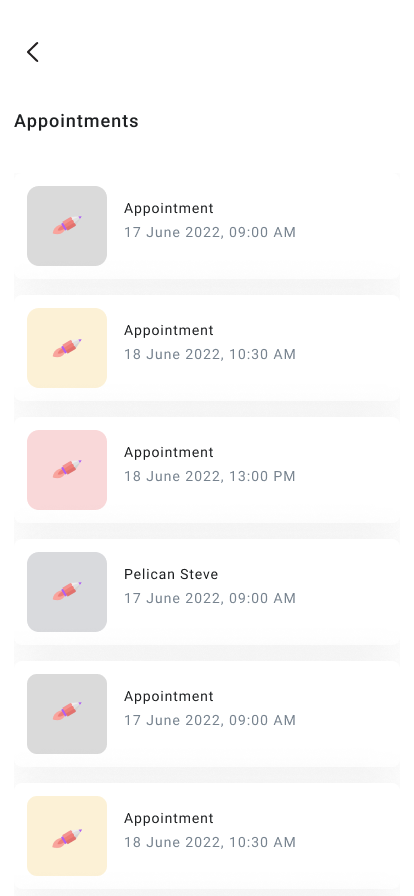 Appointments
Appointment
17 June 2022, 09:00 AM
Appointment
18 June 2022, 10:30 AM
Appointment
18 June 2022, 13:00 PM
Pelican Steve
17 June 2022, 09:00 AM
Appointment
17 June 2022, 09:00 AM
Appointment
18 June 2022, 10:30 AM